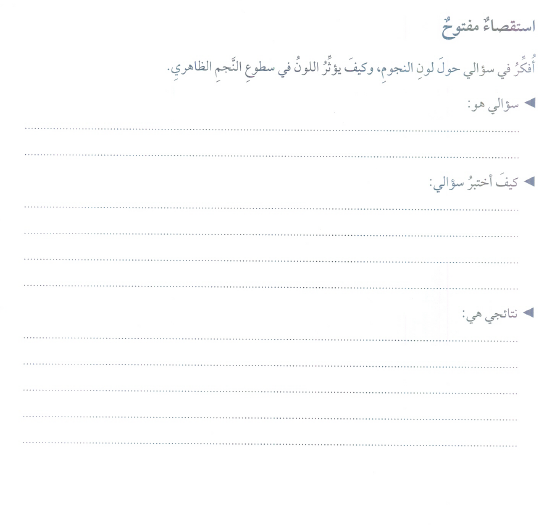 استقصاءٌ مفتوحٌ
أُفكِّرُ في سؤالي حولَ لونِ النجومِ، وكيفَ يؤثِّرُ اللونُ في سطوعِ النَّجمِ الظاهريِ.
◀ سؤالي هو:
◀ كيفَ أختبرُ سؤالي:
◀ نتائجي هي: